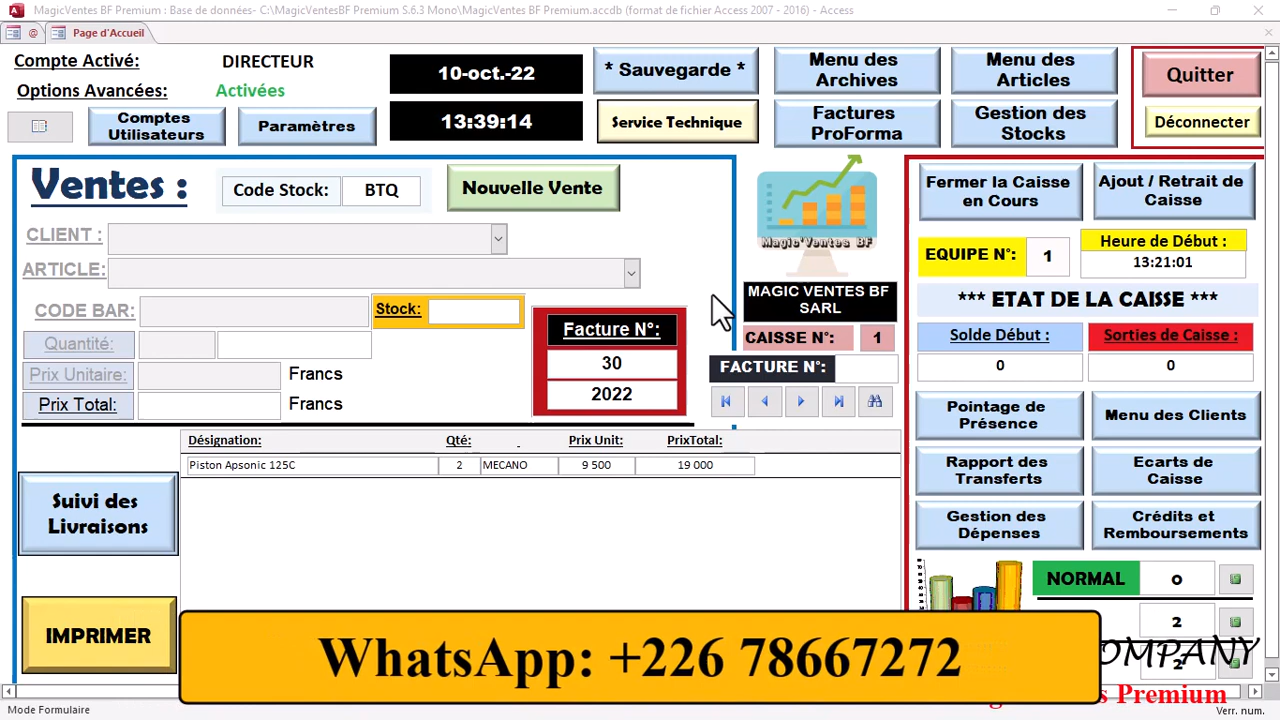 MagicVentesBF Premium : Base de données- C:\MagicVentesBF Premium S.6.3 Mono\MagicVentes BF Premium.accdb (format de fichier Access 2007 - 2016) - Access
@
Page d'Accueil
Compte Activé:
DIRECTEUR
Options Avancées:
Activées
Comptes
Utilisateurs
Paramètres
10-oct.-22
13:39:14
* Sauvegarde *
Service Technique
Menu des
Archives
Factures
ProForma
Menu des
Articles
Gestion des
Stocks
Quitter
Déconnecter
Ventes :
Code Stock:
BTQ
Nouvelle Vente
CLIENT :
ARTICLE:
CODE BAR:
Stock:
Quantité:
Prix Unitaire:
Francs
Prix Total:
Francs
Facture N°:
30
2022
Magic'Ventes BF
MAGIC VENTES BF
SARL
CAISSE N°:
1
FACTURE N°:
Fermer la Caisse
en Cours
Ajout / Retrait de
Caisse
EQUIPE N°:
1
Heure de Début :
13:21:01
*** ETAT DE LA CAISSE ***
Solde Début :
Sorties de Caisse :
0
0
Pointage de
Présence
Menu des Clients
Rapport des
Transferts
Ecarts de
Caisse
Gestion des
Dépenses
Crédits et
Remboursements
Désignation:
Qté:
Prix Unit:
PrixTotal:
Piston Apsonic 125C
2
MECANO
9 500
19 000
Suivi des
Livraisons
IMPRIMER
NORMAL
0
2
WhatsApp: +226 78667272
Premium
Mode Formulaire
Verr. num.